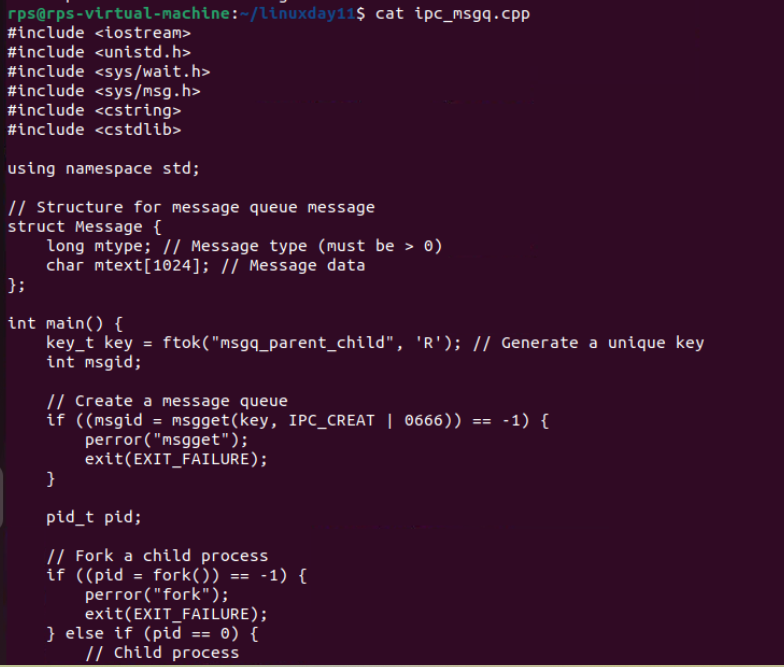 rps@rps-virtual-machine:~/linuxday11$ cat ipc_msgq.cpp
#include <iostream>
#include <unistd.h>
#include <sys/wait.h>
#include <sys/msg.h>
#include <cstring>
#include <cstdlib>

using namespace std;

// Structure for message queue message
struct Message {
    long mtype; // Message type (must be > 0)
    char mtext[1024]; // Message data
};

int main() {
    key_t key = ftok("msgq_parent_child", 'R'); // Generate a unique key
    int msgid;

    // Create a message queue
    if ((msgid = msgget(key, IPC_CREAT | 0666)) == -1) {
        perror("msgget");
        exit(EXIT_FAILURE);
    }

    pid_t pid;

    // Fork a child process
    if ((pid = fork()) == -1) {
        perror("fork");
        exit(EXIT_FAILURE);
    } else if (pid == 0) {
        // Child process